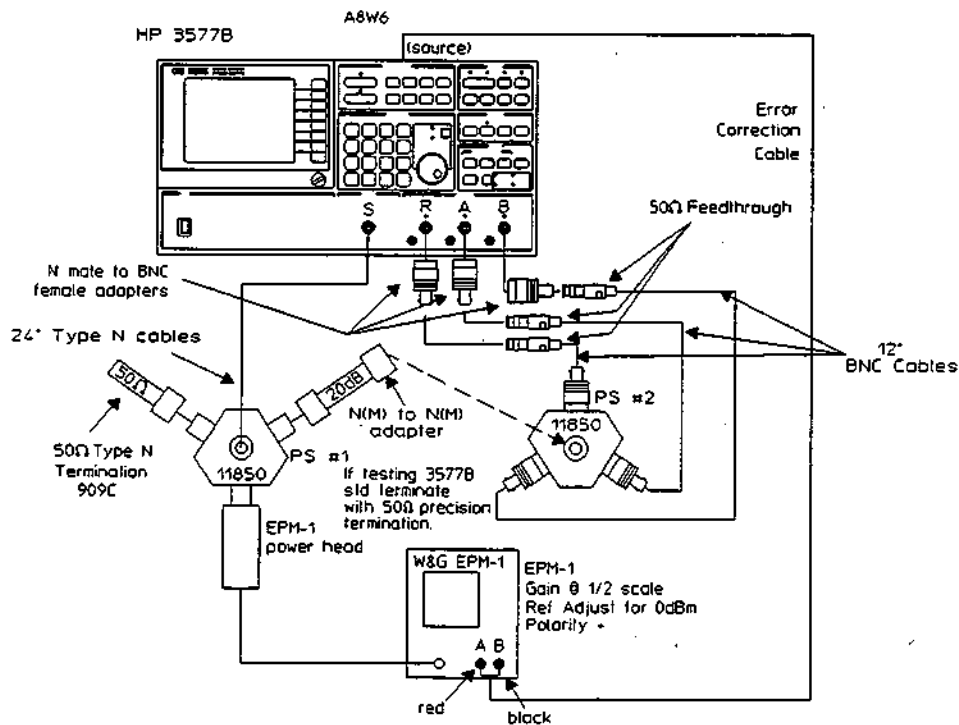 A8W6
HP 3577B
(source)
Error
Correction
Cable
S R A B
50Ω Feedthrough
N mate to BNC
female adapters
24" Type N cables
12"
BNC Cables
50Ω
20dB
PS #2
N(M) to N(M)
adapter
11850
50Ω Type N
Termination
909C
PS #1
11850
If testing 3577B
std terminate
with 50Ω precision
termination.
EPM-1
power head
W&G EPM-1
EPM-1
Gain @ 1/2 scale
Ref Adjust for 0dBm
Polarity +
A B
red
black